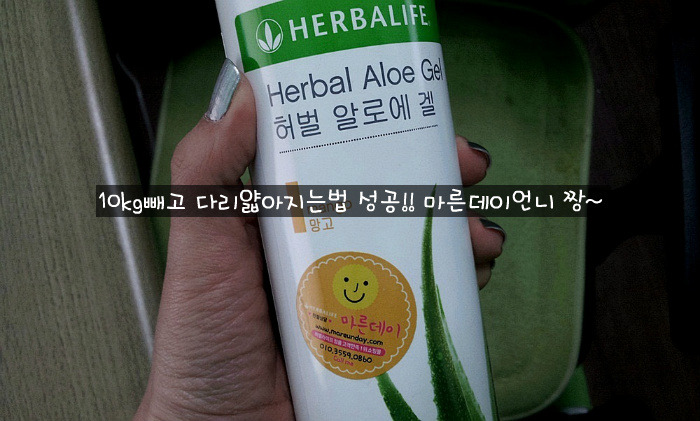 HERBALIFE
Herbal Aloe Gel
허벌 알로에 겔
10kg빼고 다리얇아지는법 성공!! 마른데이언니 짱~
망고
마른데이
www.marunday.com
010.3559.0860